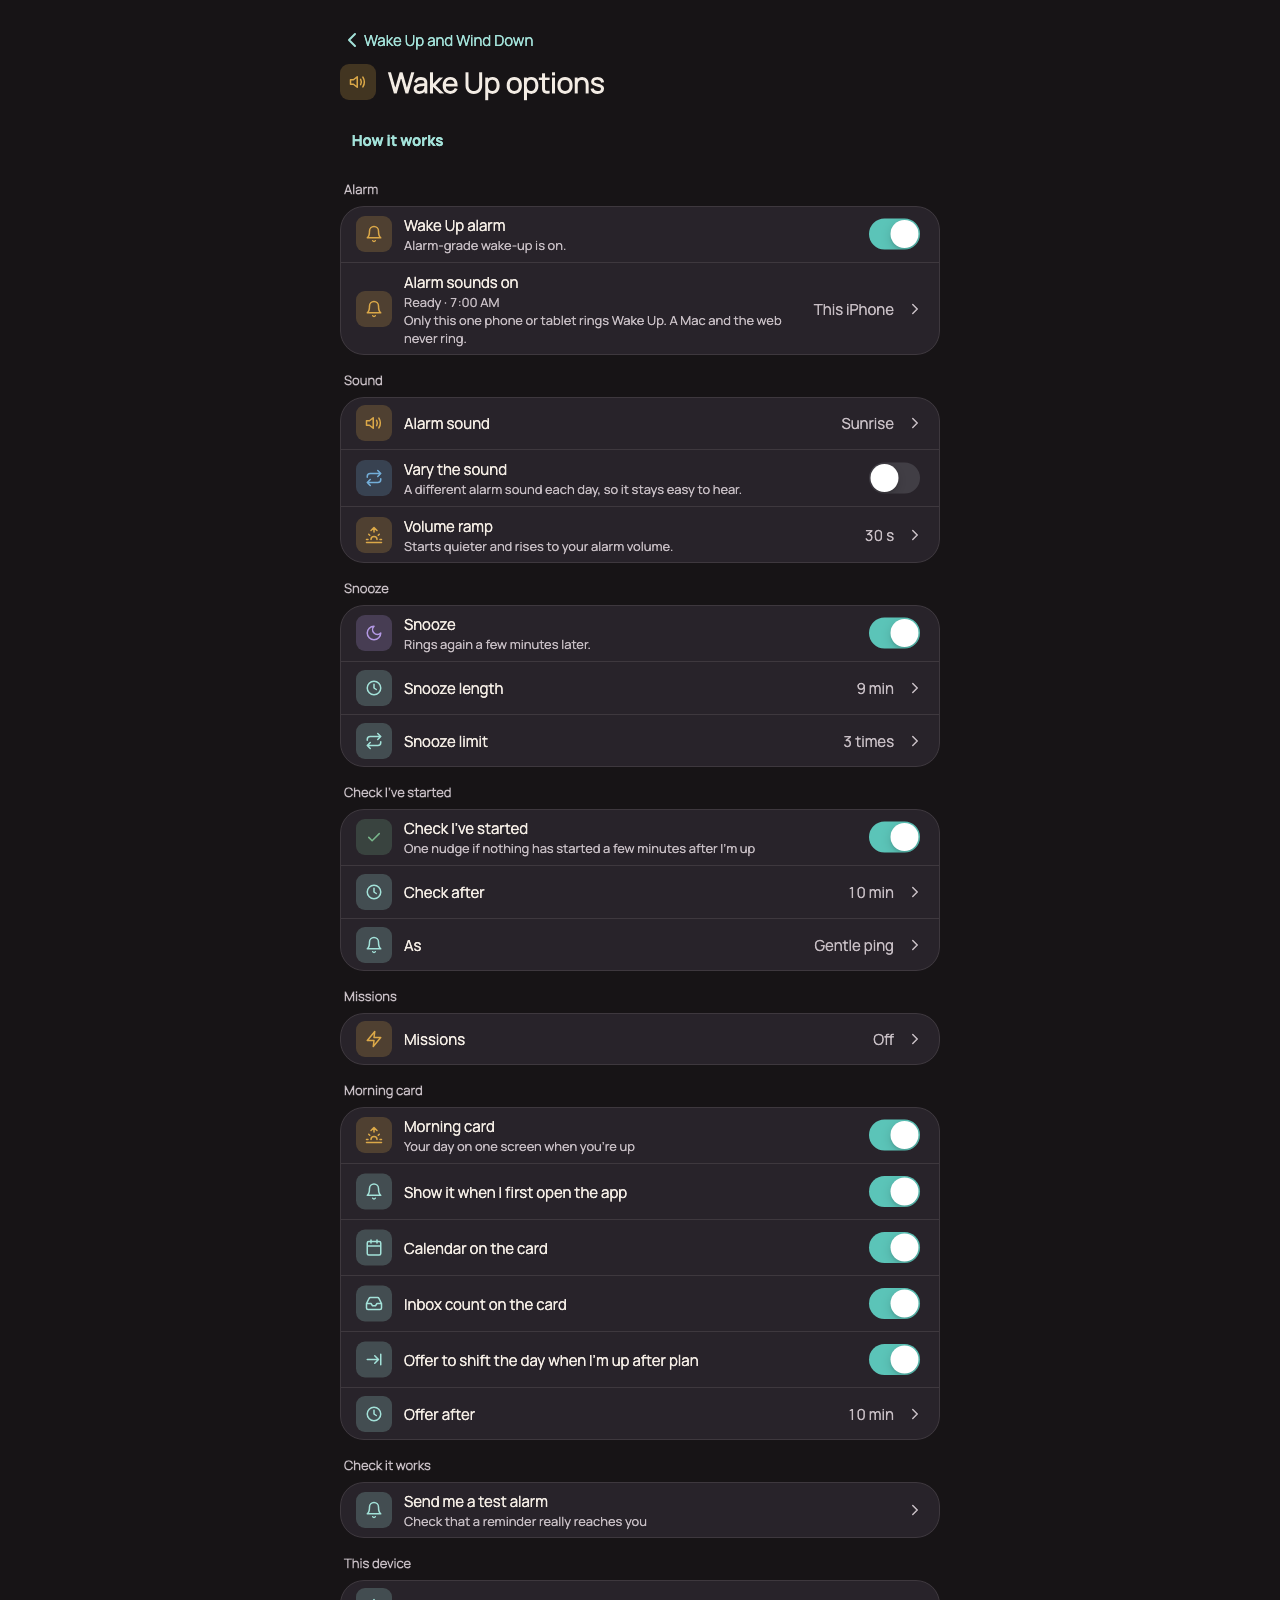 Wake Up and Wind Down
Wake Up options
How it works
Alarm
Wake Up alarm
Alarm-grade wake-up is on.
Alarm sounds on
Ready · 7:00 AM
Only this one phone or tablet rings Wake Up. A Mac and the web
never ring.
This iPhone
Sound
Alarm sound
Sunrise
Vary the sound
A different alarm sound each day, so it stays easy to hear.
Volume ramp
Starts quieter and rises to your alarm volume.
30 s
Snooze
Snooze
Rings again a few minutes later.
Snooze length
9 min
Snooze limit
3 times
Check I've started
Check I've started
One nudge if nothing has started a few minutes after I'm up
Check after
10 min
As
Gentle ping
Missions
Missions
Off
Morning card
Morning card
Your day on one screen when you're up
Show it when I first open the app
Calendar on the card
Inbox count on the card
Offer to shift the day when I'm up after plan
Offer after
10 min
Check it works
Send me a test alarm
Check that a reminder really reaches you
This device